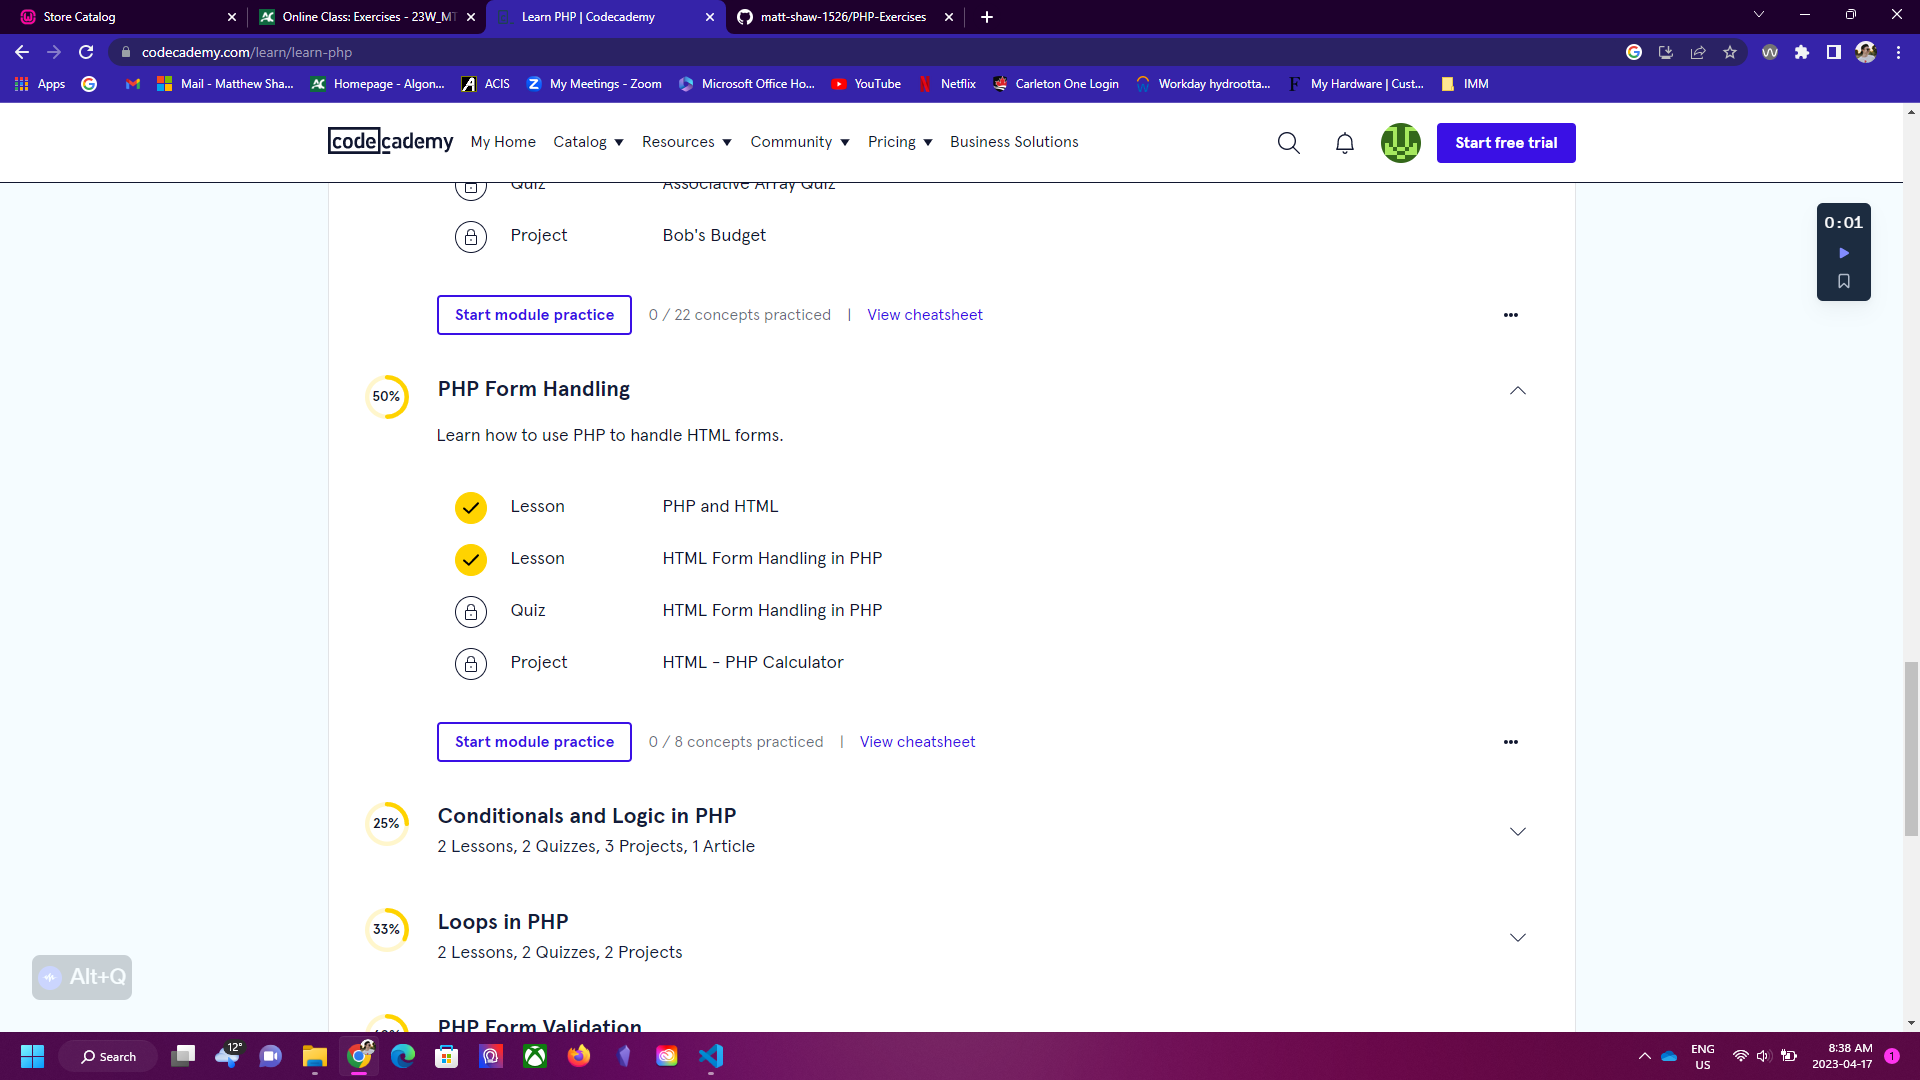 Store Catalog
Online Class: Exercises - 23W_MT
Learn PHP | Codecademy
matt-shaw-1526/PHP-Exercises
codecademy.com/learn/learn-php
Apps
Mail - Matthew Sha...
Homepage - Algon...
ACIS
My Meetings - Zoom
Microsoft Office Ho...
YouTube
Netflix
Carleton One Login
Workday hydrootta...
My Hardware | Cust...
IMM
codecademy
My Home
Catalog
Resources
Community
Pricing
Business Solutions
Start free trial
Quiz
Associative Array Quiz
0:01
Project
Bob's Budget
Start module practice
0 / 22 concepts practiced
|
View cheatsheet
50%
PHP Form Handling
Learn how to use PHP to handle HTML forms.
Lesson
PHP and HTML
Lesson
HTML Form Handling in PHP
Quiz
HTML Form Handling in PHP
Project
HTML - PHP Calculator
Start module practice
0 / 8 concepts practiced
|
View cheatsheet
25%
Conditionals and Logic in PHP
2 Lessons, 2 Quizzes, 3 Projects, 1 Article
33%
Loops in PHP
2 Lessons, 2 Quizzes, 2 Projects
Alt+Q
PHP Form Validation
Search
12°
ENG
US
8:38 AM
2023-04-17
1